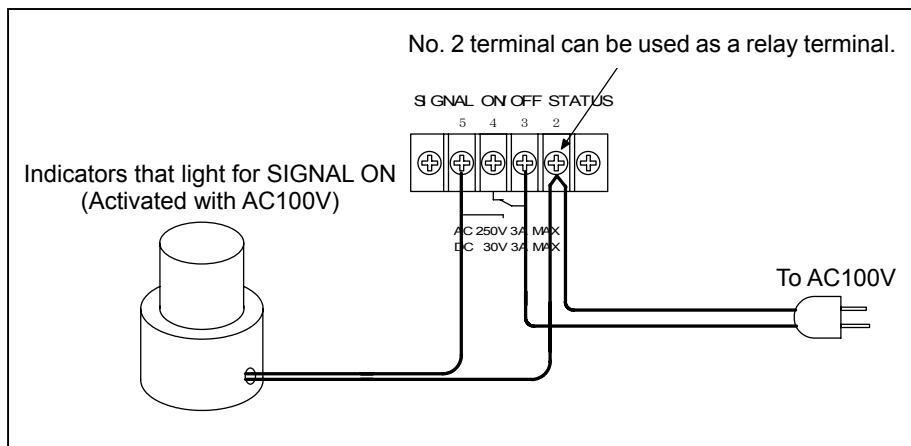 No. 2 terminal can be used as a relay terminal.
SIGNAL ON/OFF STATUS
5 4 3 2
Indicators that light for SIGNAL ON
(Activated with AC100V)
AC 250V 3A MAX
DC 30V 3A MAX
To AC100V